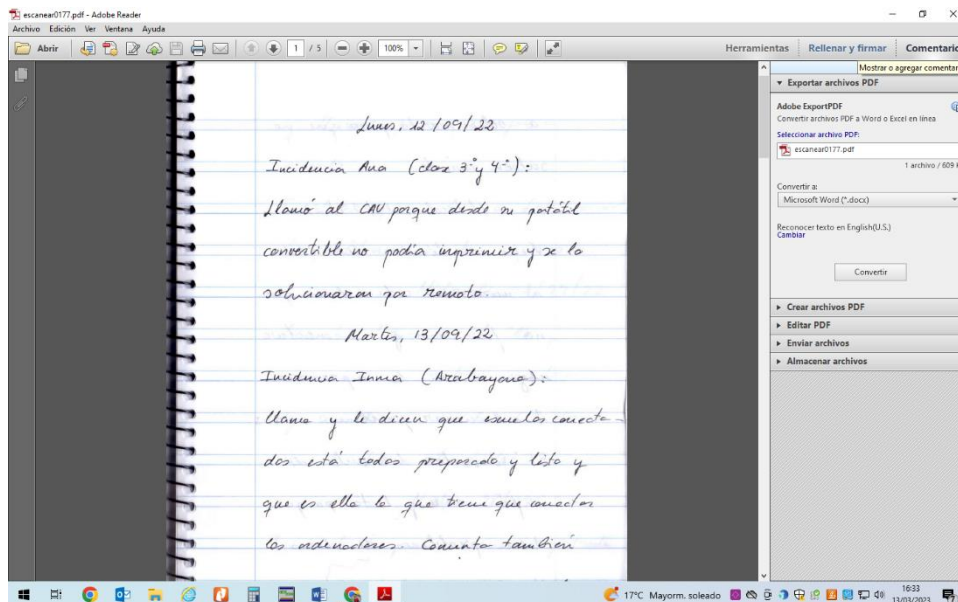 escanear0177.pdf - Adobe Reader
Archivo Edición Ver Ventana Ayuda
Abrir 1 / 5 100% Herramientas Rellenar y firmar Comentario
Mostrar o agregar comentar
Exportar archivos PDF
Adobe ExportPDF
Convertir archivos PDF a Word o Excel en línea
Seleccionar archivo PDF:
escanear0177.pdf
1 archivo / 609 K
Convertir a:
Microsoft Word (*.docx)
Reconocer texto en English(U.S.)
Cambiar
Convertir
Crear archivos PDF
Editar PDF
Enviar archivos
Almacenar archivos
Lunes, 12/09/22
Incidencia Ana (clase 3º y 4º):
Llamó al CAU porque desde su portátil
convertible no podía imprimir y se lo
solucionaron por remoto.
Martes, 13/09/22
Incidencia Inma (Arabayona):
Llama y le dicen que escuelas conecta-
das está todos preparado y listo y
que es ella la que tiene que conectar
los ordenadores. Comenta también
17°C Mayorm. soleado
16:33
13/03/2023